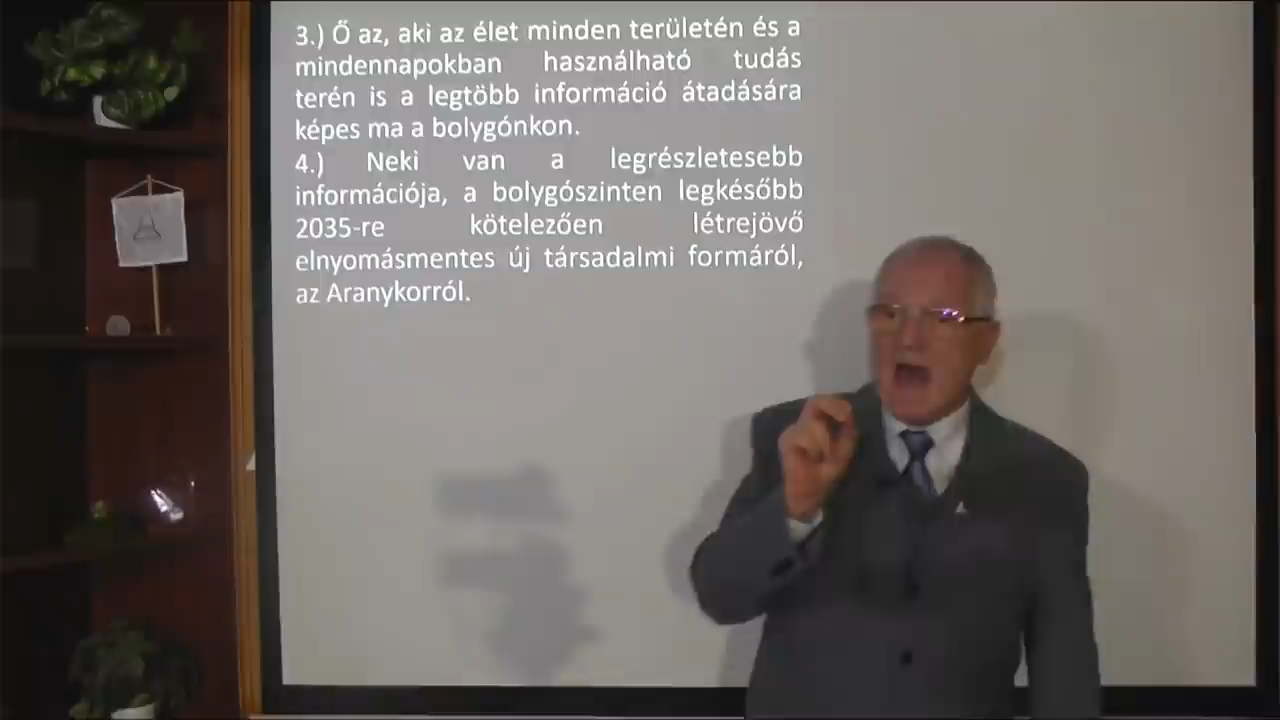 3.) Ő az, aki az élet minden területén és a
mindennapokban használható tudás
terén is a legtöbb információ átadására
képes ma a bolygónkon.
4.) Neki van a legrészletesebb
információja, a bolygószinten legkésőbb
2035-re kötelezően létrejövő
elnyomásmentes új társadalmi formáról,
az Aranykorról.